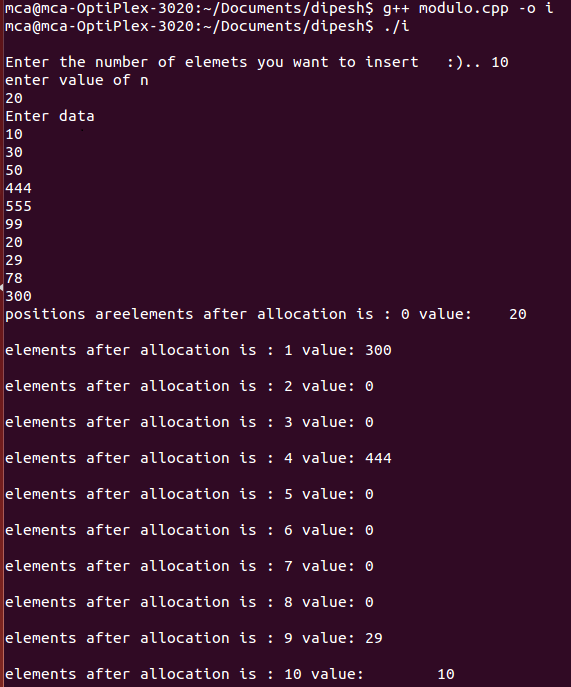 mca@mca-OptiPlex-3020:~/Documents/dipesh$ g++ modulo.cpp -o i
mca@mca-OptiPlex-3020:~/Documents/dipesh$ ./i
Enter the number of elemets you want to insert   :).. 10
enter value of n
20
Enter data
10
30
50
444
555
99
20
29
78
300
positions areelements after allocation is : 0 value:    20
elements after allocation is : 1 value: 300
elements after allocation is : 2 value: 0
elements after allocation is : 3 value: 0
elements after allocation is : 4 value: 444
elements after allocation is : 5 value: 0
elements after allocation is : 6 value: 0
elements after allocation is : 7 value: 0
elements after allocation is : 8 value: 0
elements after allocation is : 9 value: 29
elements after allocation is : 10 value:        10